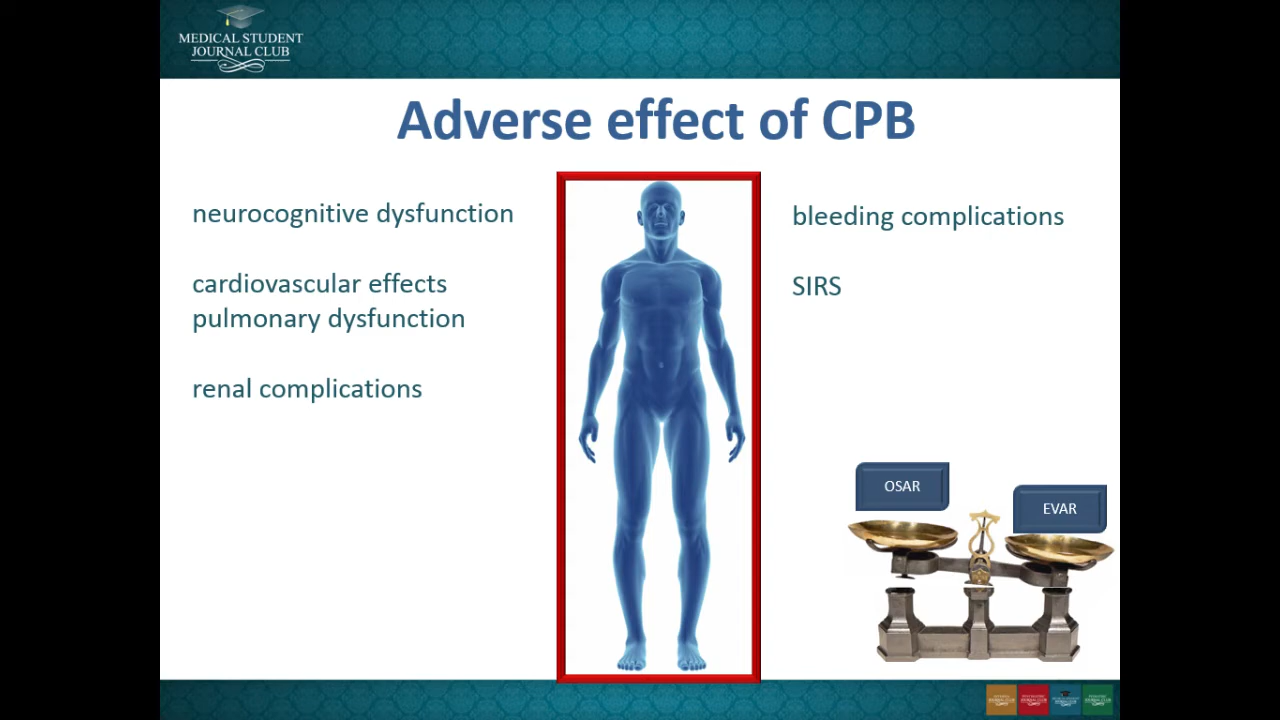 MEDICAL STUDENT
JOURNAL CLUB
Adverse effect of CPB
neurocognitive dysfunction
cardiovascular effects
pulmonary dysfunction
renal complications
bleeding complications
SIRS
OSAR
EVAR